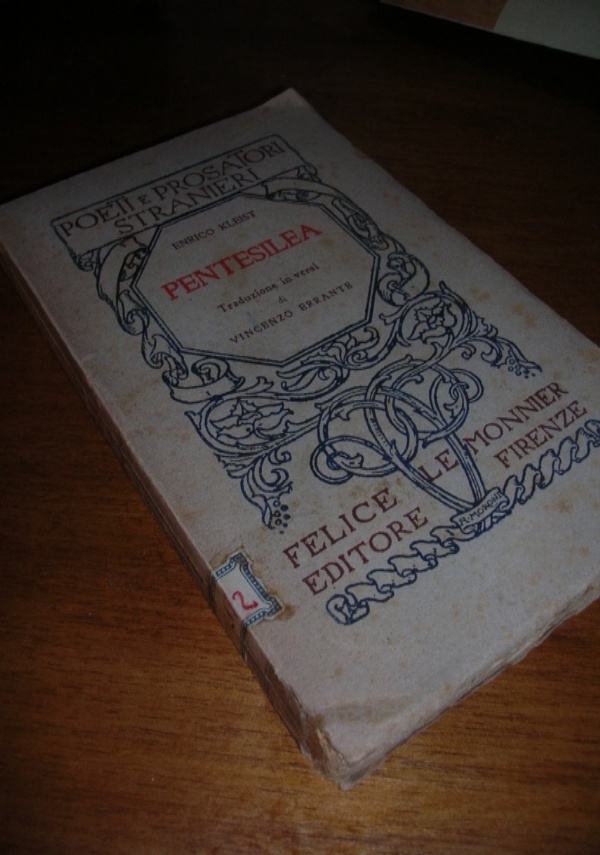 POETI E PROSATORI
STRANIERI
ENRICO KLEIST
PENTESILEA
Traduzione in versi
di
VINCENZO ERRANTE
FELICE LE MONNIER
EDITORE FIRENZE
2